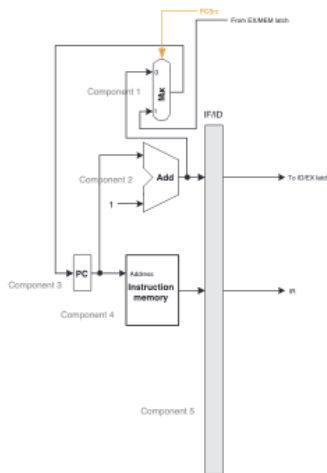 PCSrc
From EX/MEM latch
0
Component 1
Mux
1
IF/ID
Component 2
Add
To ID/EX latch
1
PC
Address
Component 3
Instruction
memory
IR
Component 4
Component 5